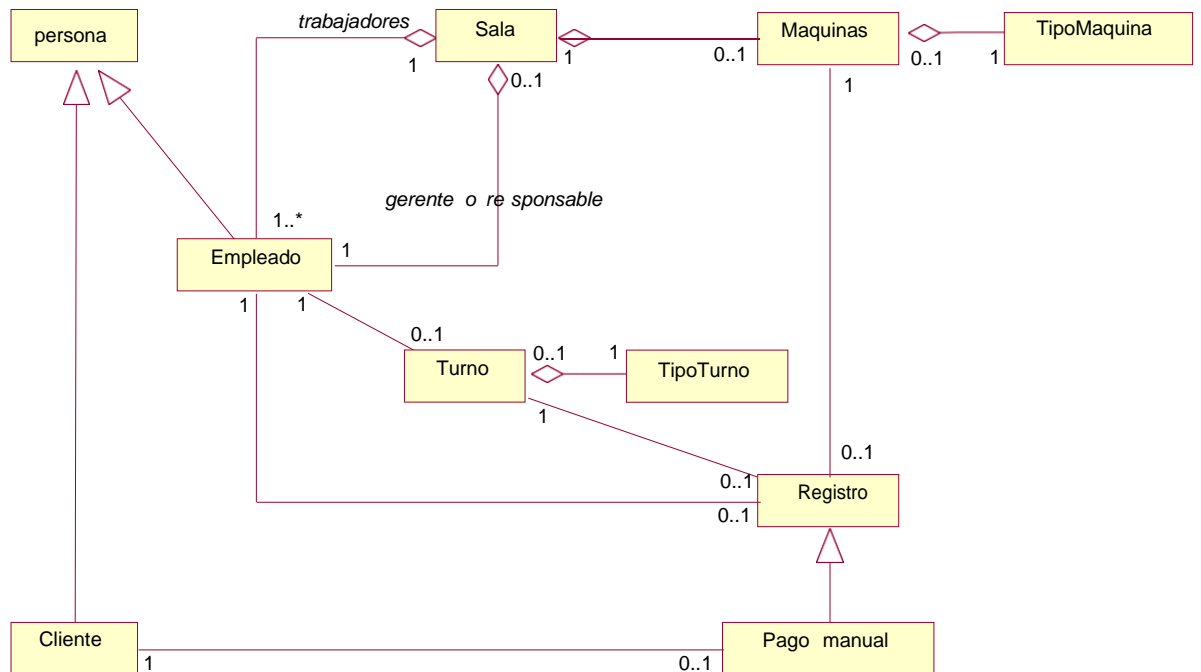 trabajadores
persona
Sala
Maquinas
TipoMaquina
1
1
0..1
0..1
1
0..1
1
gerente o re sponsable
1..*
Empleado
1
1
1
0..1
0..1
1
Turno
TipoTurno
1
0..1
0..1
Registro
0..1
Cliente
Pago manual
1
0..1